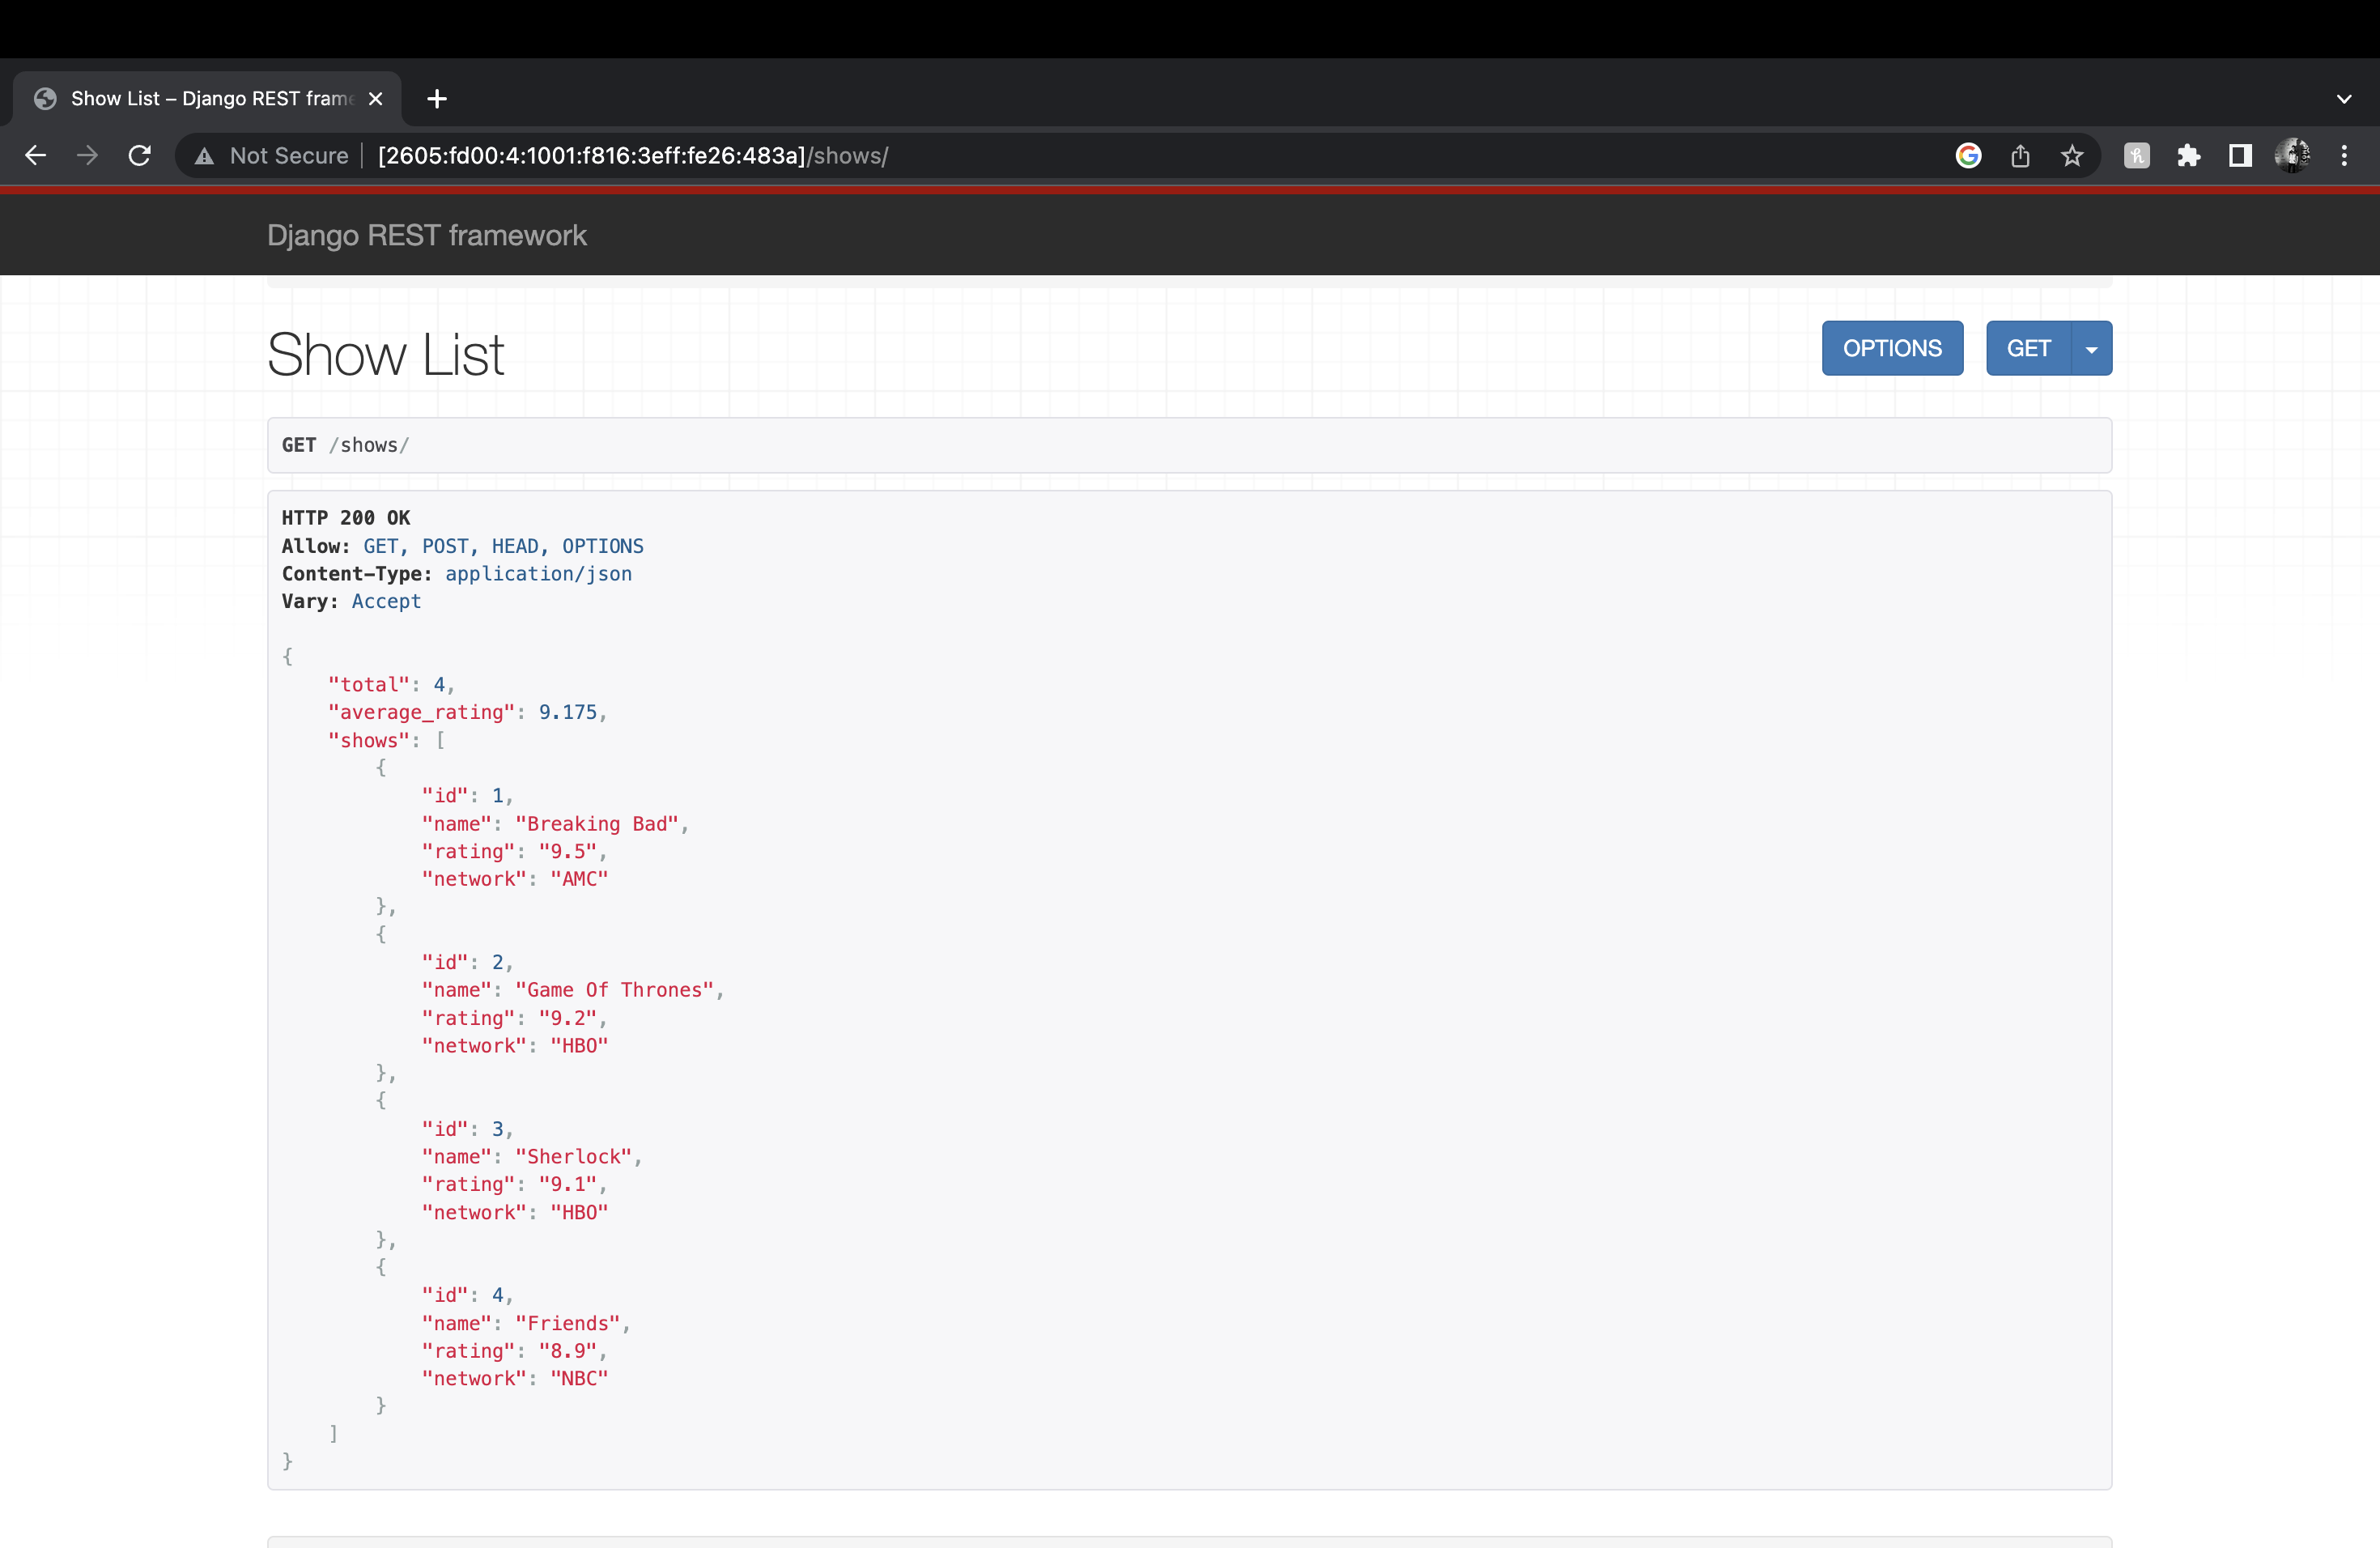 Show List – Django REST frame
Not Secure
[2605:fd00:4:1001:f816:3eff:fe26:483a]/shows/
Django REST framework
Show List
OPTIONS
GET
GET /shows/
HTTP 200 OK
Allow: GET, POST, HEAD, OPTIONS
Content-Type: application/json
Vary: Accept
{
    "total": 4,
    "average_rating": 9.175,
    "shows": [
        {
            "id": 1,
            "name": "Breaking Bad",
            "rating": "9.5",
            "network": "AMC"
        },
        {
            "id": 2,
            "name": "Game Of Thrones",
            "rating": "9.2",
            "network": "HBO"
        },
        {
            "id": 3,
            "name": "Sherlock",
            "rating": "9.1",
            "network": "HBO"
        },
        {
            "id": 4,
            "name": "Friends",
            "rating": "8.9",
            "network": "NBC"
        }
    ]
}